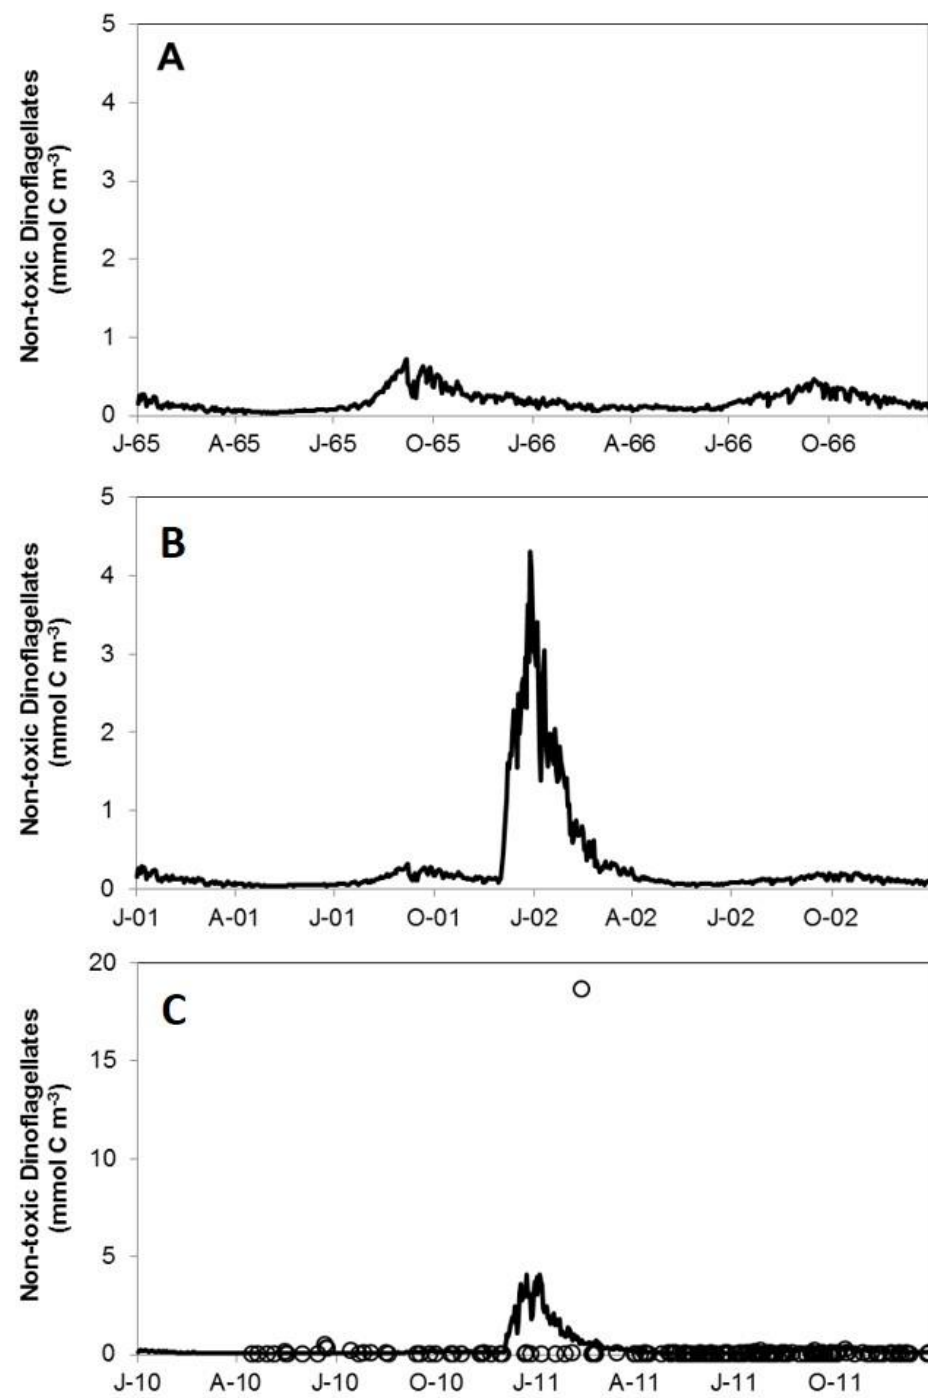 A
Non-toxic Dinoflagellates
(mmol C m-3)
5
4
3
2
1
0
J-65 A-65 J-65 O-65 J-66 A-66 J-66 O-66
B
Non-toxic Dinoflagellates
(mmol C m-3)
5
4
3
2
1
0
J-01 A-01 J-01 O-01 J-02 A-02 J-02 O-02
C
Non-toxic Dinoflagellates
(mmol C m-3)
20
15
10
5
0
J-10 A-10 J-10 O-10 J-11 A-11 J-11 O-11